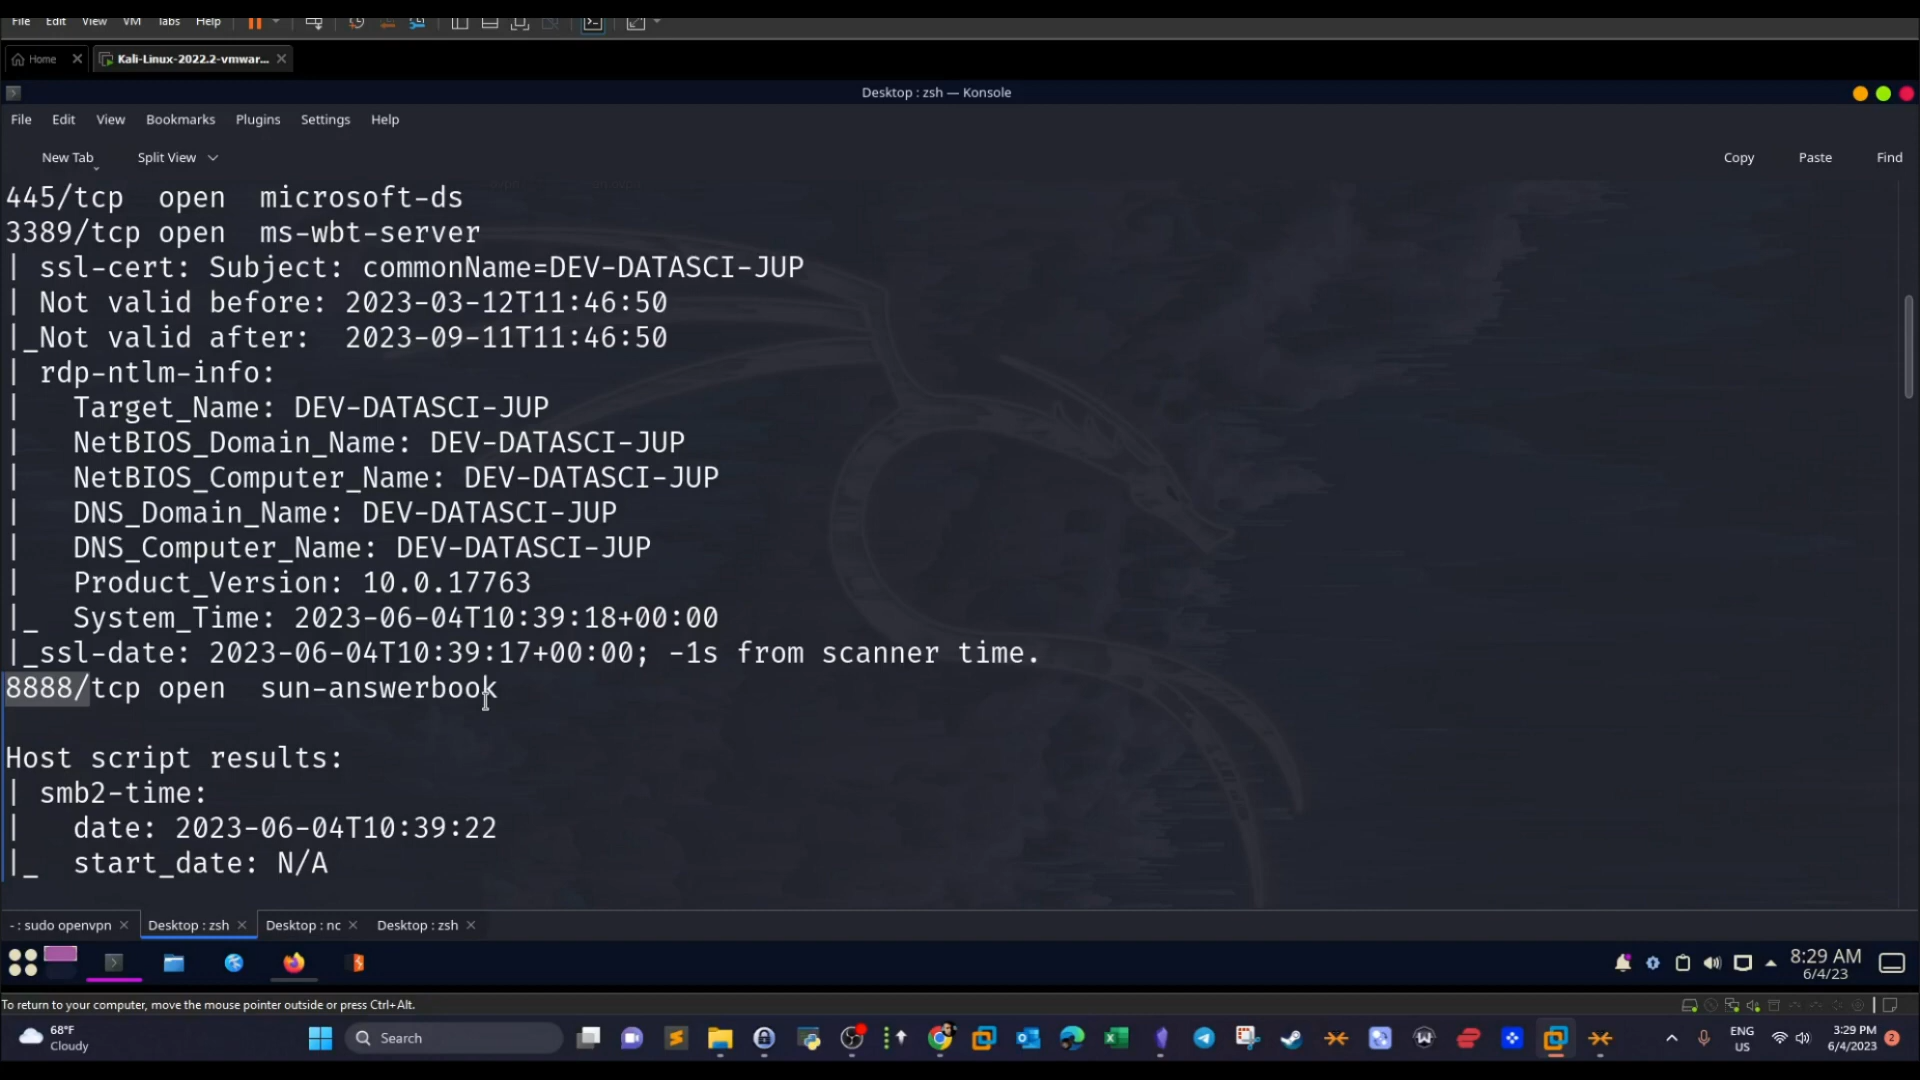 File Edit View VM Tabs Help
Home Kali-Linux-2022.2-vmwar...
Desktop : zsh — Konsole
File Edit View Bookmarks Plugins Settings Help
New Tab Split View Copy Paste Find
445/tcp open microsoft-ds
3389/tcp open ms-wbt-server
| ssl-cert: Subject: commonName=DEV-DATASCI-JUP
| Not valid before: 2023-03-12T11:46:50
|_Not valid after: 2023-09-11T11:46:50
| rdp-ntlm-info:
| Target_Name: DEV-DATASCI-JUP
| NetBIOS_Domain_Name: DEV-DATASCI-JUP
| NetBIOS_Computer_Name: DEV-DATASCI-JUP
| DNS_Domain_Name: DEV-DATASCI-JUP
| DNS_Computer_Name: DEV-DATASCI-JUP
| Product_Version: 10.0.17763
|_ System_Time: 2023-06-04T10:39:18+00:00
|_ssl-date: 2023-06-04T10:39:17+00:00; -1s from scanner time.
8888/tcp open sun-answerbook
Host script results:
| smb2-time:
| date: 2023-06-04T10:39:22
|_ start_date: N/A
- : sudo openvpn Desktop : zsh Desktop : nc Desktop : zsh
8:29 AM
6/4/23
To return to your computer, move the mouse pointer outside or press Ctrl+Alt.
68°F
Cloudy
Search
ENG
US
3:29 PM
6/4/2023
2